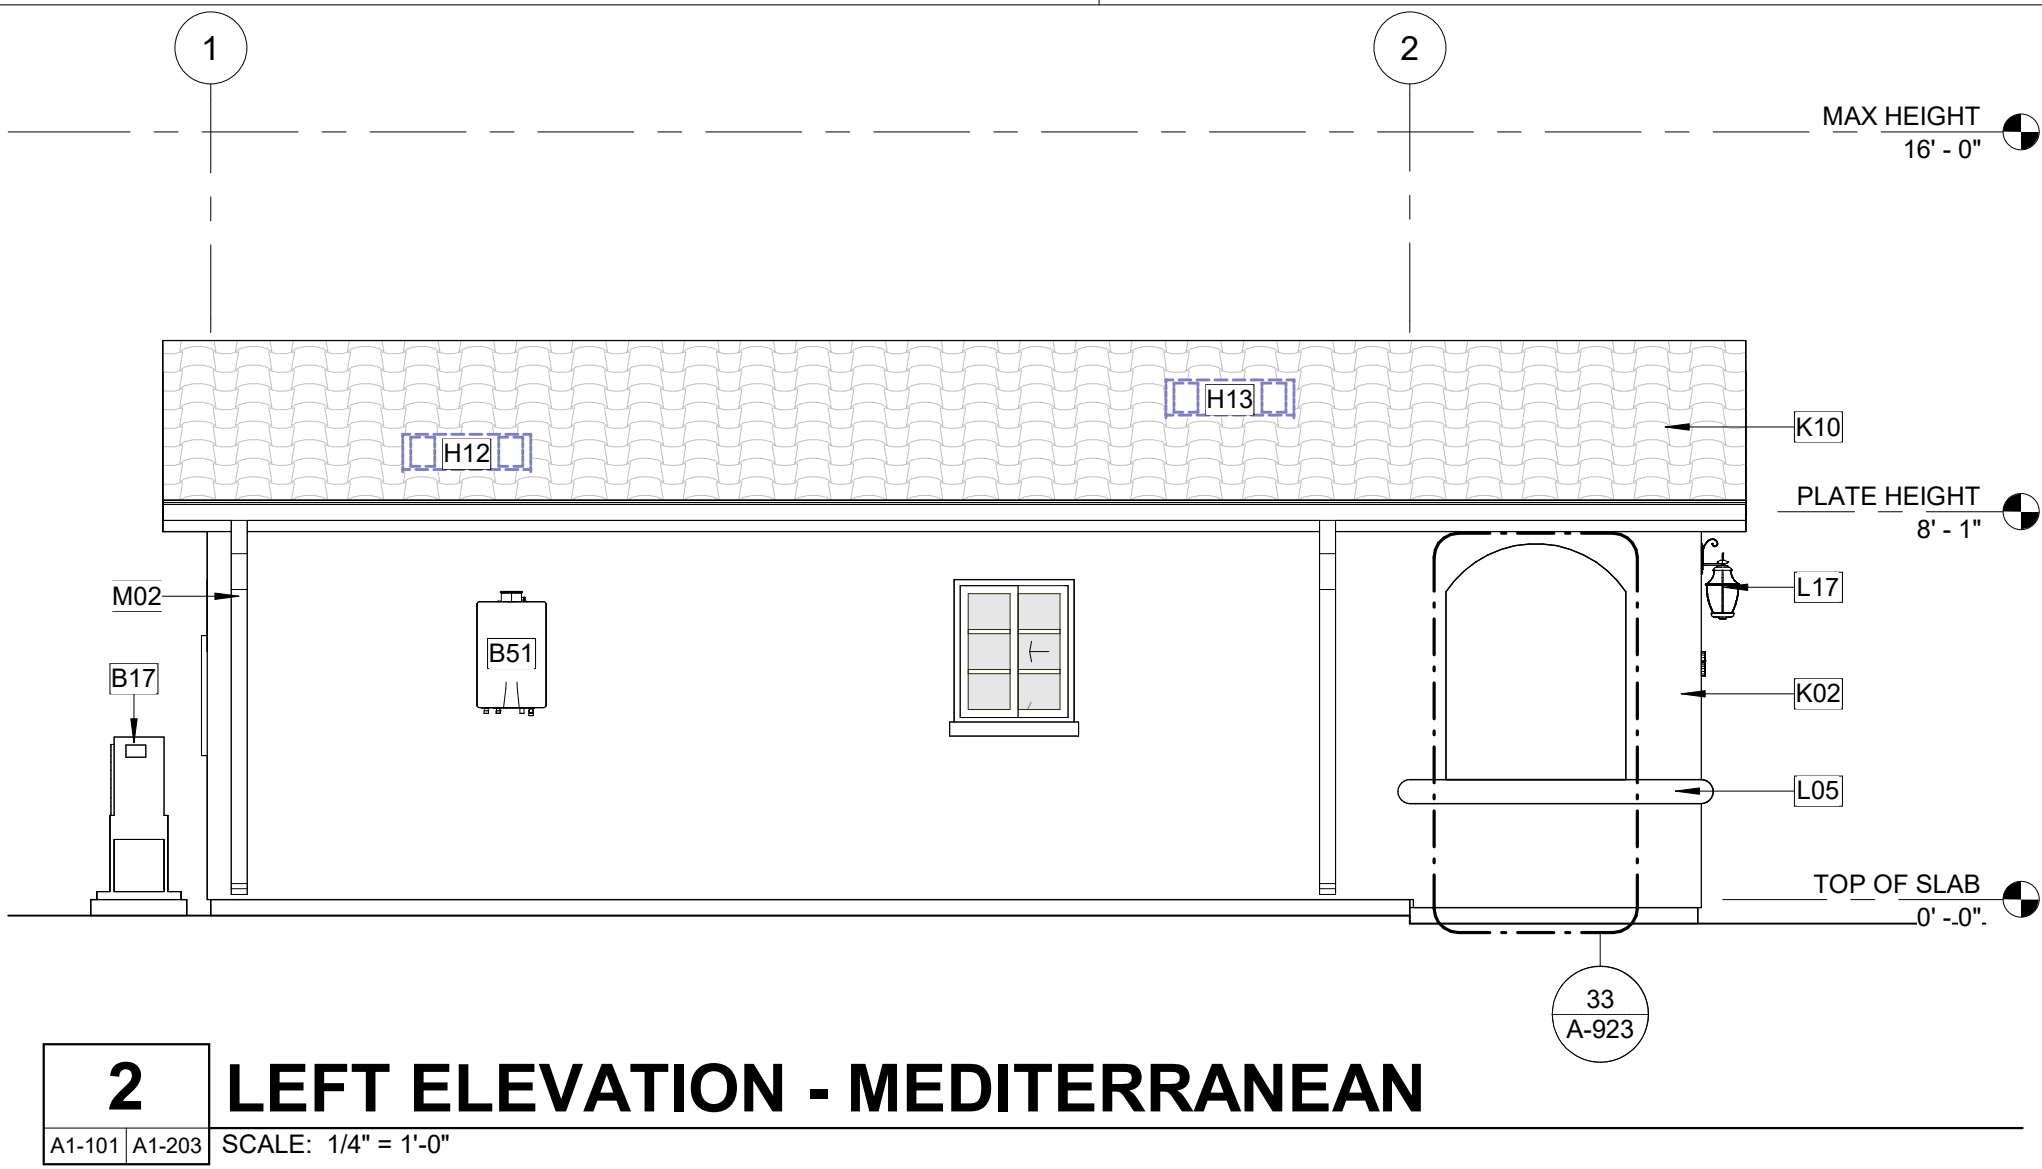 1
2
MAX HEIGHT
16' - 0"
H13
K10
H12
PLATE HEIGHT
8' - 1"
M02
L17
B51
B17
K02
L05
TOP OF SLAB
0' - 0"
33
A-923
2
LEFT ELEVATION - MEDITERRANEAN
A1-101 A1-203 SCALE: 1/4" = 1'-0"